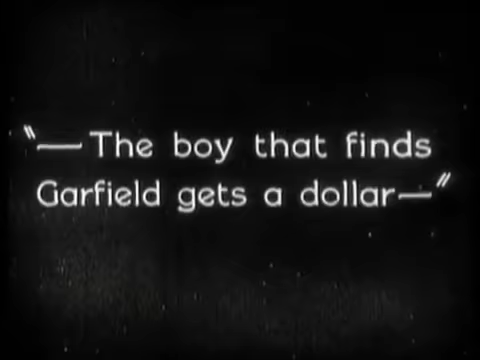 "—The boy that finds
Garfield gets a dollar—"